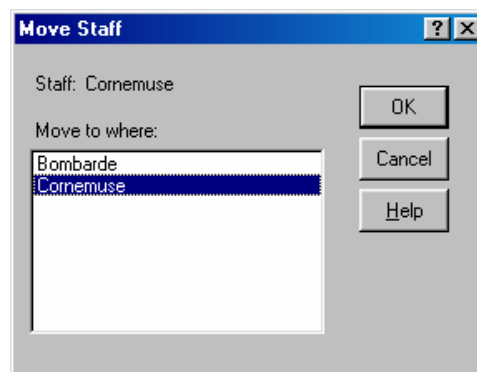 Move Staff
? X
Staff: Cornemuse
OK
Move to where:
Cancel
Bombarde
Cornemuse
Help